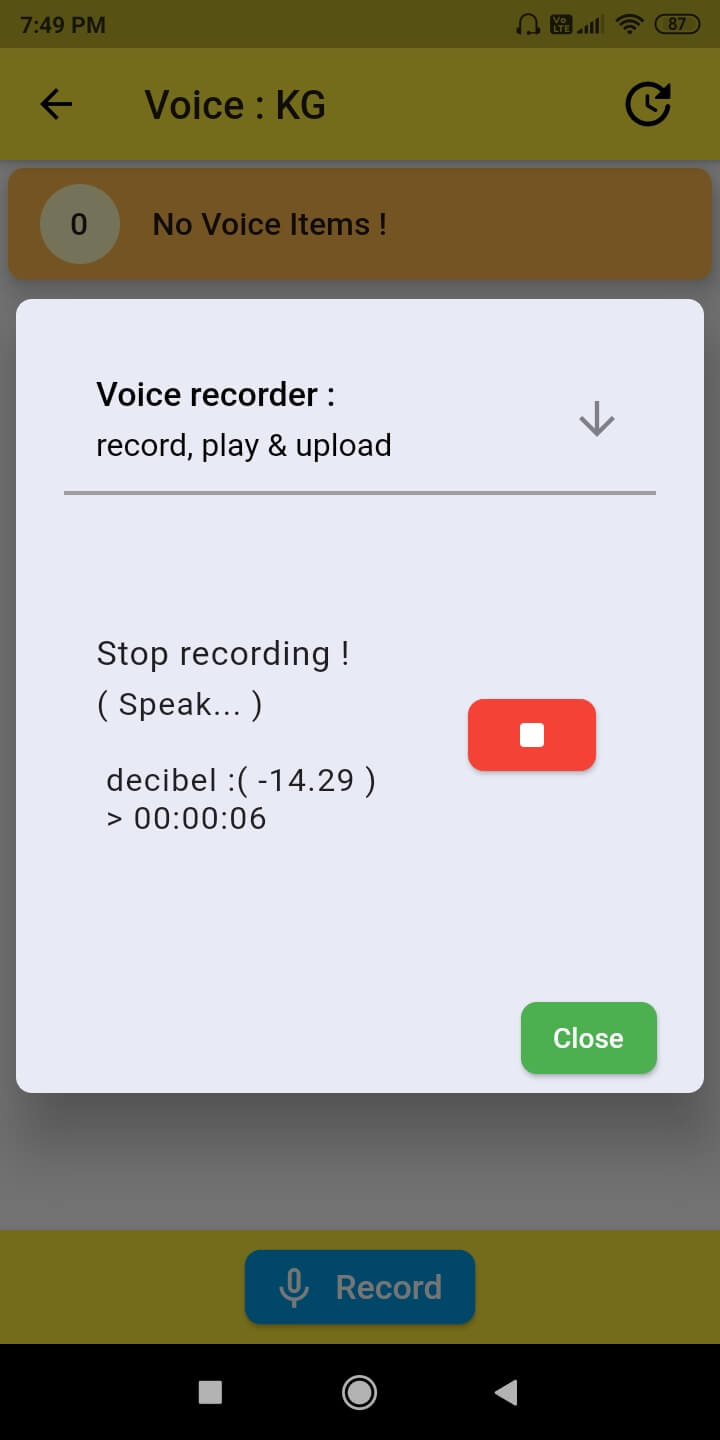 7:49 PM
Vo
LTE
87
Voice : KG
0
No Voice Items !
Voice recorder :
record, play & upload
Stop recording !
( Speak... )
decibel :( -14.29 )
> 00:00:06
Close
Record